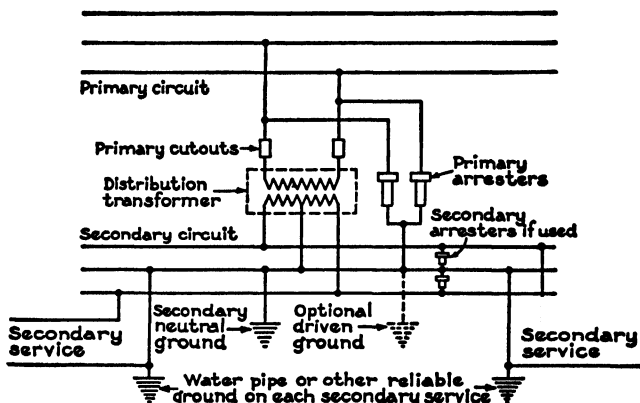 Primary circuit
Primary cutouts
Primary
arresters
Distribution
transformer
Secondary
arresters if used
Secondary circuit
Secondary
neutral
ground
Optional
driven
ground
Secondary
service
Secondary
service
Water pipe or other reliable
ground on each secondary service